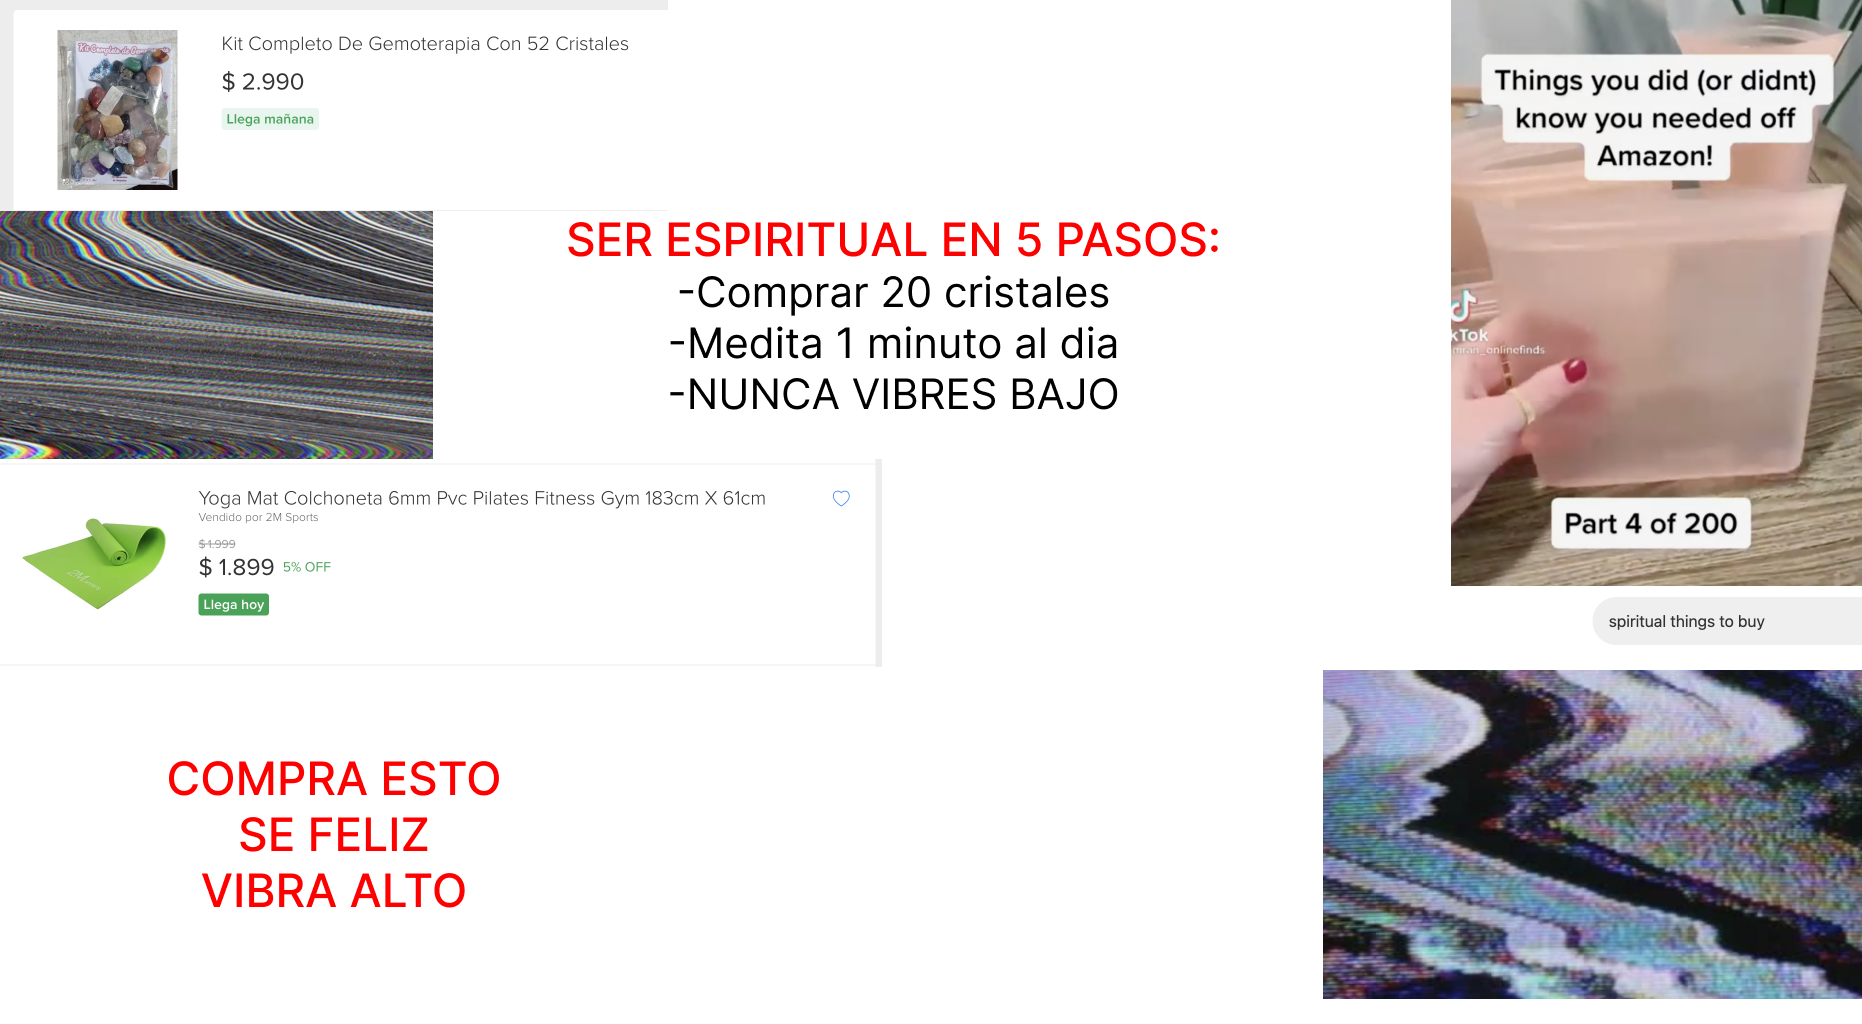 Kit Completo De Gemoterapia Con 52 Cristales
$ 2.990
Llega mañana
Things you did (or didnt)
know you needed off
Amazon!
SER ESPIRITUAL EN 5 PASOS:
-Comprar 20 cristales
-Medita 1 minuto al dia
-NUNCA VIBRES BAJO
kTok
mran_onlinefinds
Part 4 of 200
Yoga Mat Colchoneta 6mm Pvc Pilates Fitness Gym 183cm X 61cm
Vendido por 2M Sports
$ 1.999
$ 1.899 5% OFF
Llega hoy
spiritual things to buy
COMPRA ESTO
SE FELIZ
VIBRA ALTO